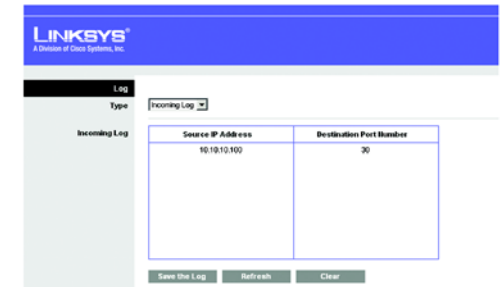 LINKSYS®
A Division of Cisco Systems, Inc.
Log
Type
Incoming Log
Incoming Log
Source IP Address Destination Port Number
10.10.10.100 30
Save the Log Refresh Clear